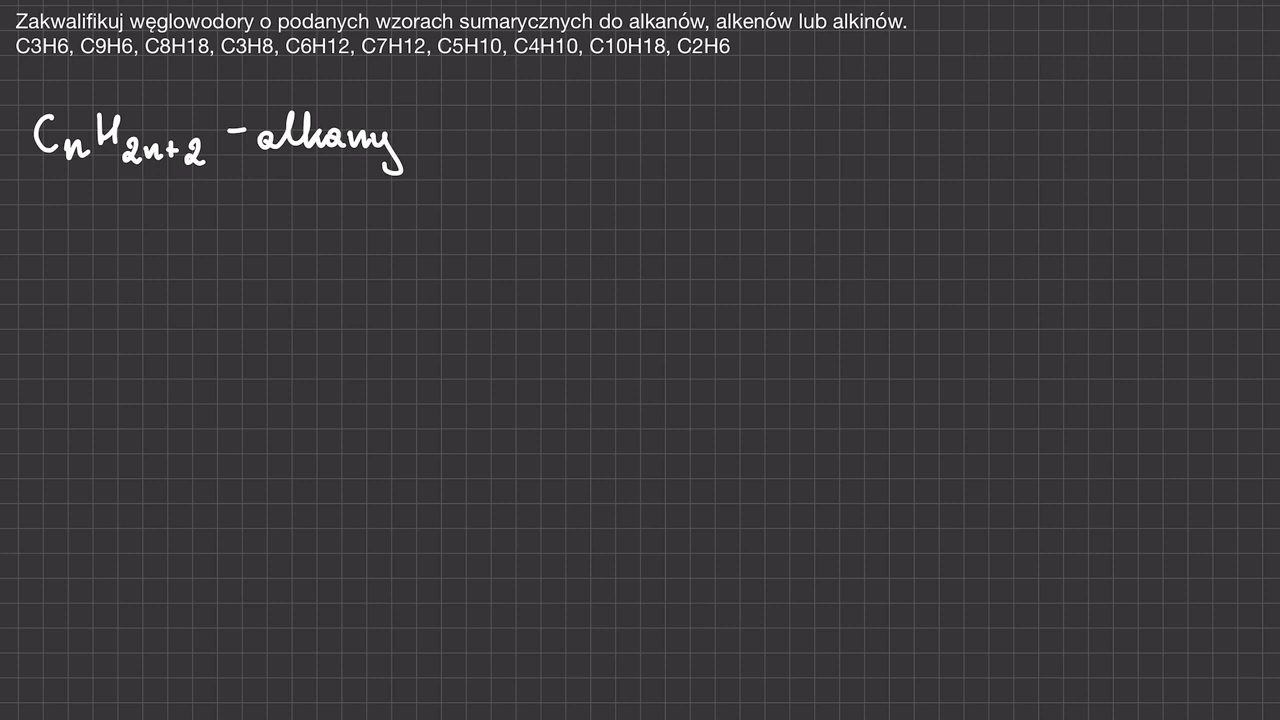 Zakwalifikuj węglowodory o podanych wzorach sumarycznych do alkanów, alkenów lub alkinów.
C3H6, C9H6, C8H18, C3H8, C6H12, C7H12, C5H10, C4H10, C10H18, C2H6
CnH2n+2 - alkany